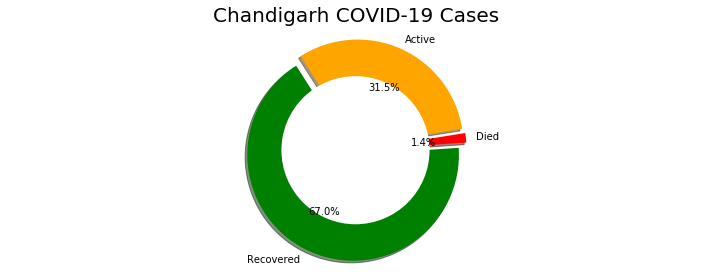 Chandigarh COVID-19 Cases
Active
31.5%
Died
1.4%
67.0%
Recovered